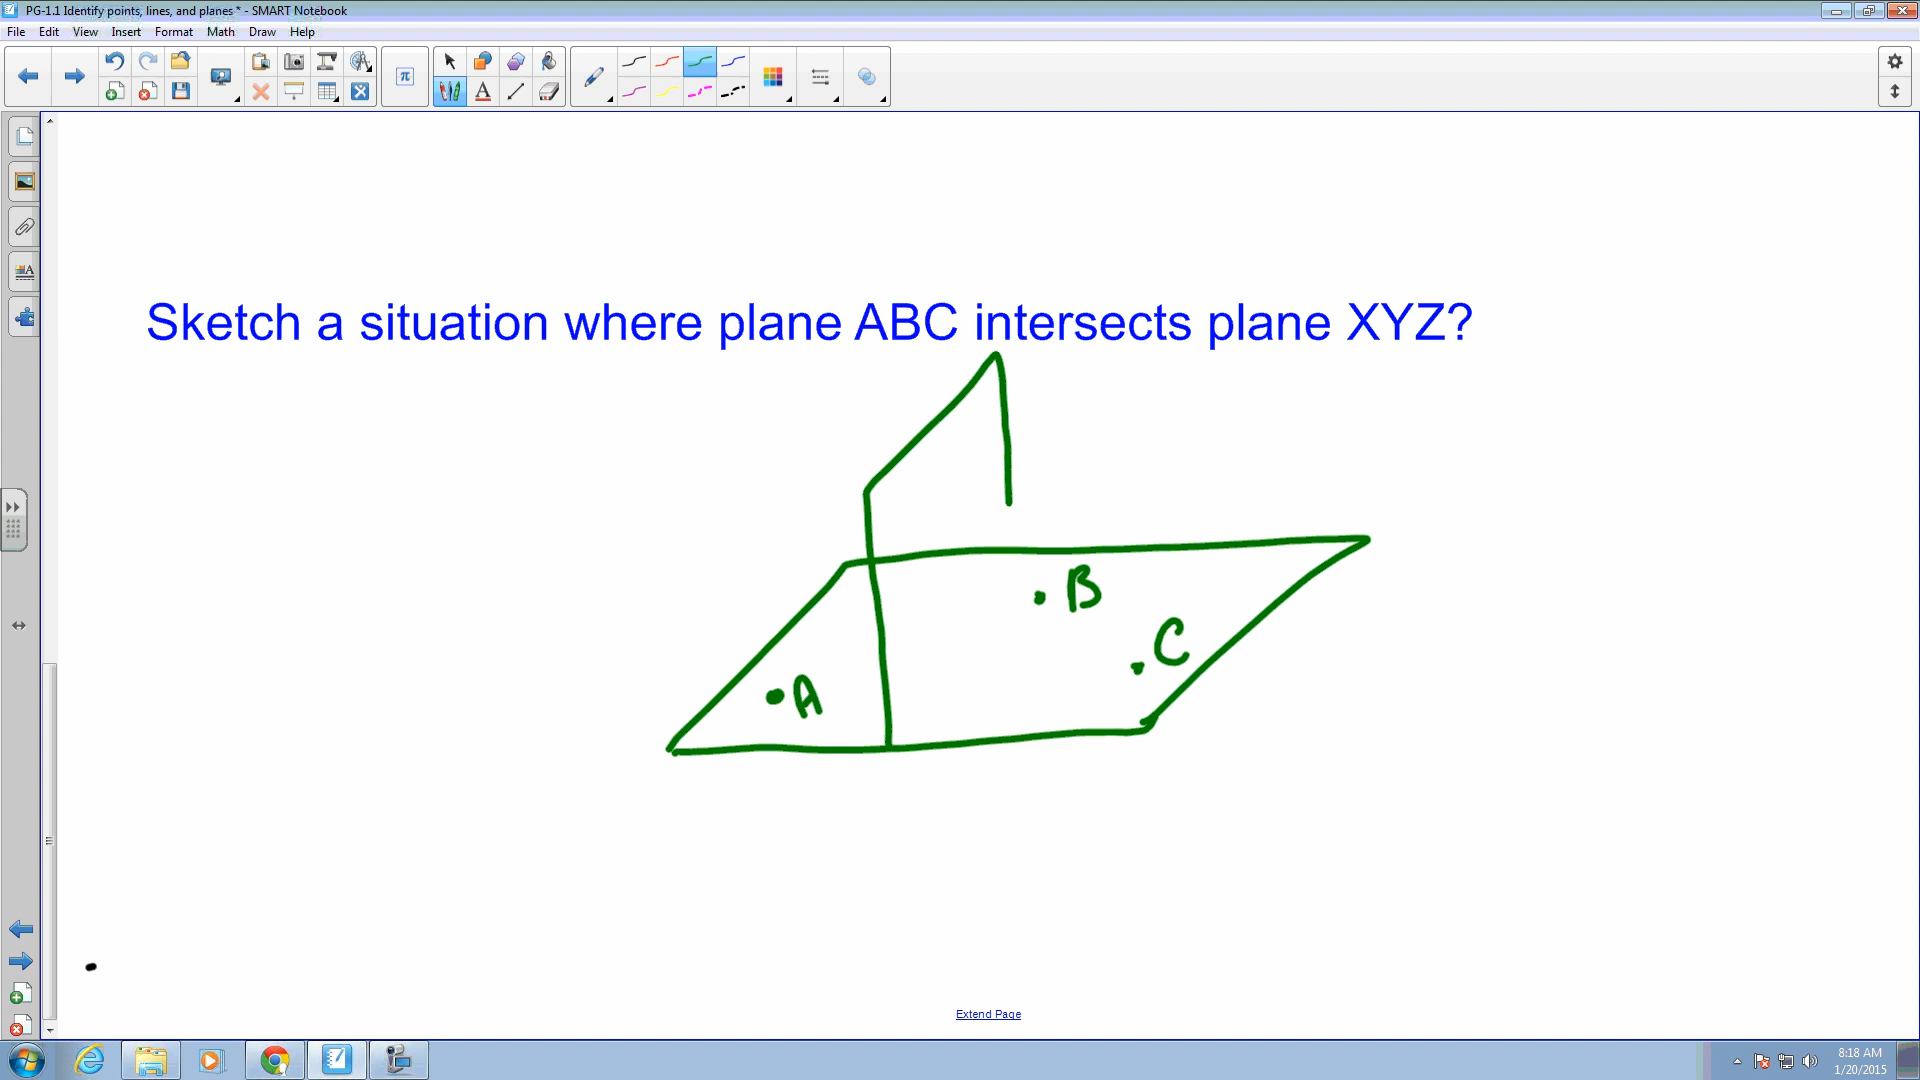 PG-1.1 Identify points, lines, and planes * - SMART Notebook
File Edit View Insert Format Math Draw Help
π
A
Sketch a situation where plane ABC intersects plane XYZ?
B
C
A
Extend Page
8:18 AM
1/20/2015